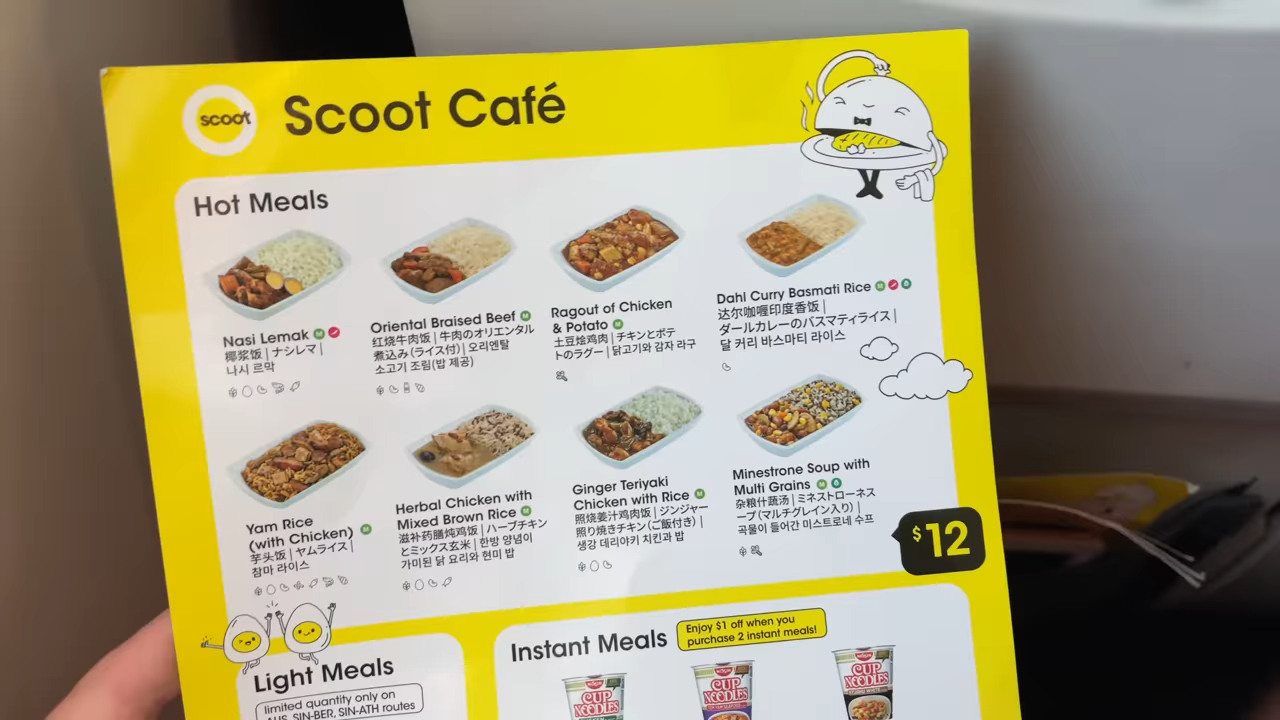 scoot
Scoot Café
Hot Meals
Nasi Lemak
椰浆饭 | ナシレマ |
나시 르막
Oriental Braised Beef
红烧牛肉饭 | 牛肉のオリエンタル
煮込み(ライス付) | 오리엔탈
소고기 조림(밥 제공)
Ragout of Chicken
& Potato
土豆烩鸡肉 | チキンとポテ
トのラグー | 닭고기와 감자 라구
Dahl Curry Basmati Rice
达尔咖喱印度香饭 |
ダールカレーのバスマティライス |
달 커리 바스마티 라이스
Yam Rice
(with Chicken)
芋头饭 | ヤムライス |
참마 라이스
Herbal Chicken with
Mixed Brown Rice
滋补药膳炖鸡饭 | ハーブチキン
とミックス玄米 | 한방 양념이
가미된 닭 요리와 현미 밥
Ginger Teriyaki
Chicken with Rice
照烧姜汁鸡肉饭 | ジンジャー
照り焼きチキン(ご飯付き) |
생강 데리야키 치킨과 밥
Minestrone Soup with
Multi Grains
杂粮什蔬汤 | ミネストローネス
ープ(マルチグレイン入り) |
곡물이 들어간 미스트로네 수프
$12
Light Meals
limited quantity only on
AUS, SIN-BER, SIN-ATH routes
Instant Meals
Enjoy $1 off when you
purchase 2 instant meals!
CUP
NOODLES
CUP
NOODLES
CUP
NOODLES